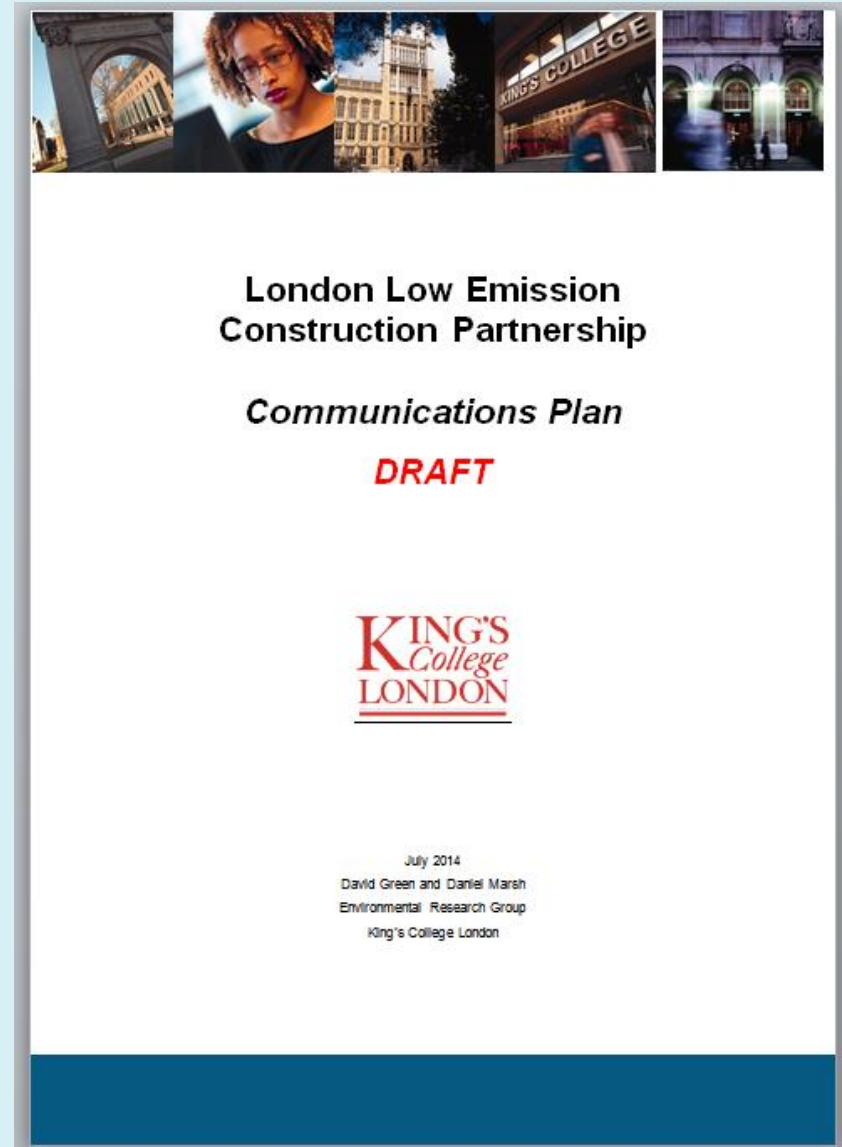 KING'S COLLEGE
London Low Emission
Construction Partnership
Communications Plan
DRAFT
KING'S
College
LONDON
July 2014
David Green and Daniel Marsh
Environmental Research Group
King's College London